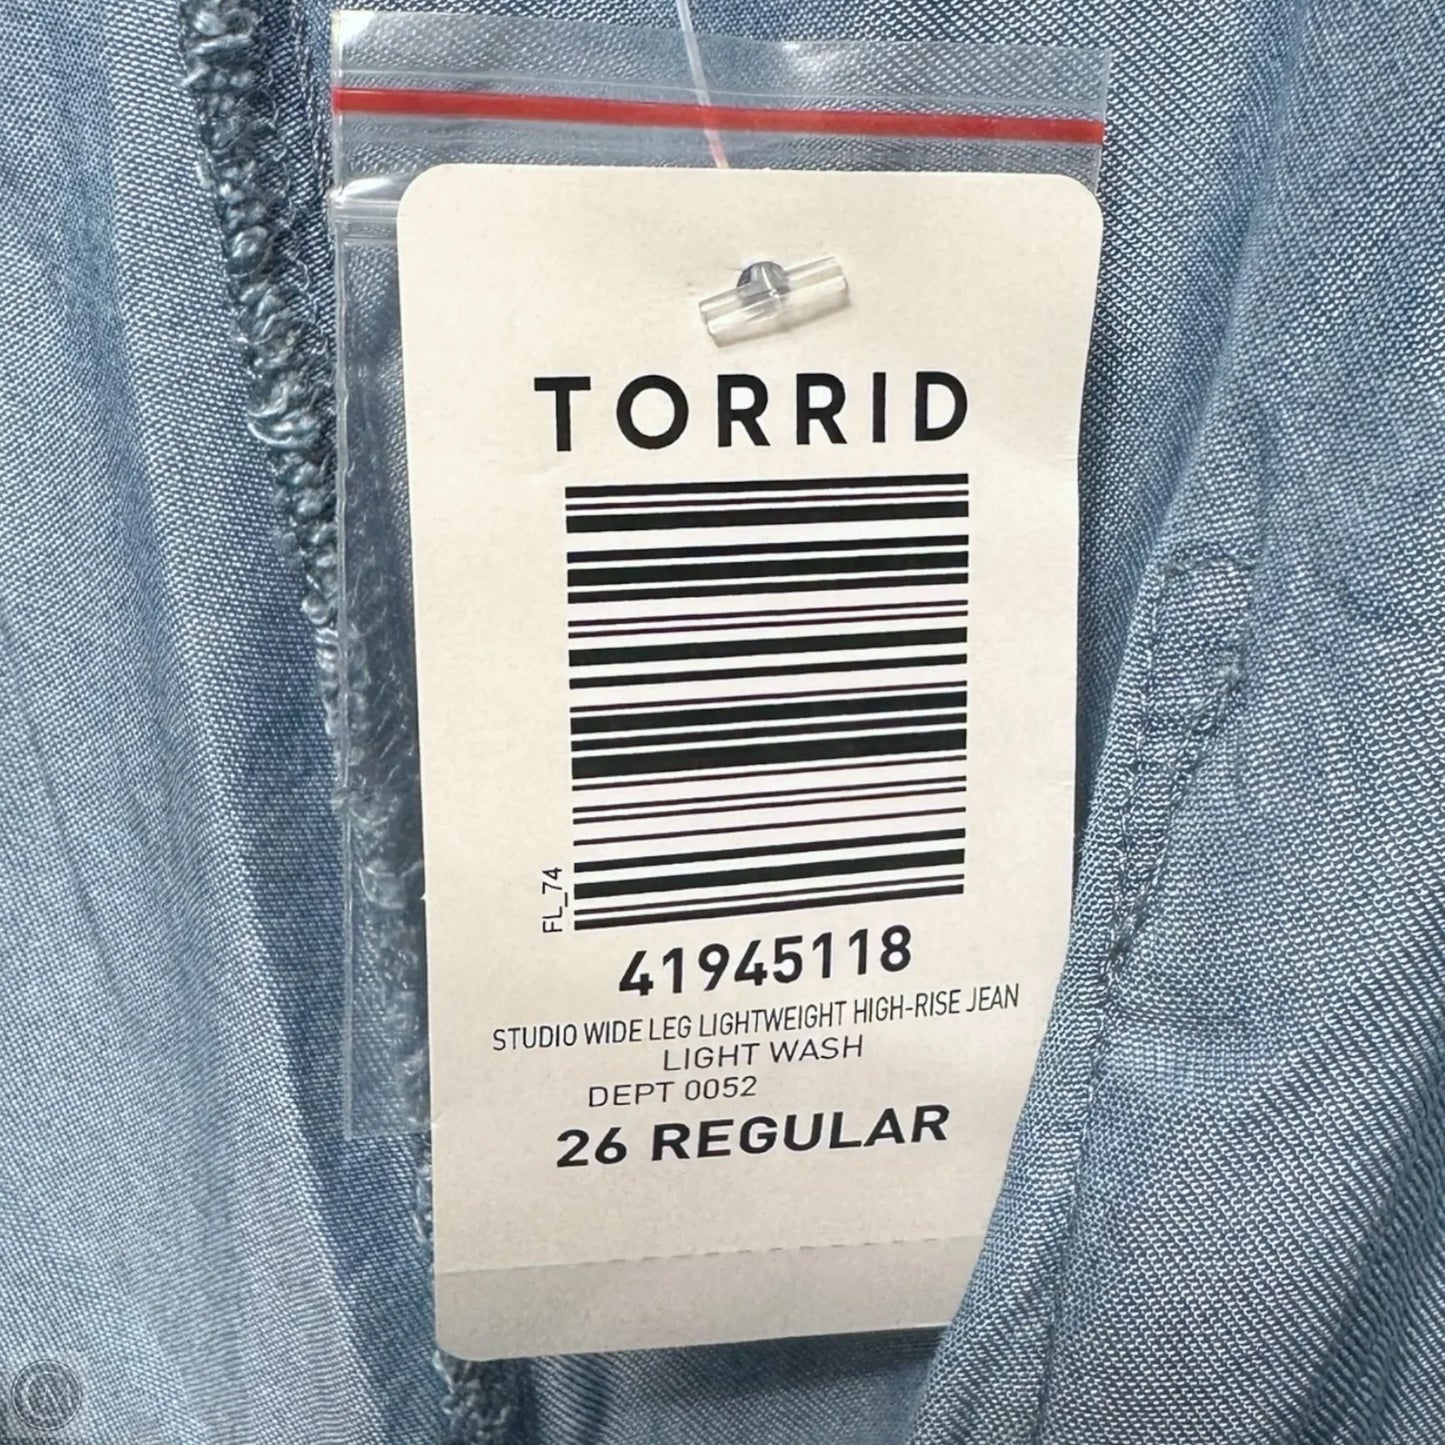 TORRID
FL_74
41945118
STUDIO WIDE LEG LIGHTWEIGHT HIGH-RISE JEAN
LIGHT WASH
DEPT 0052
26 REGULAR